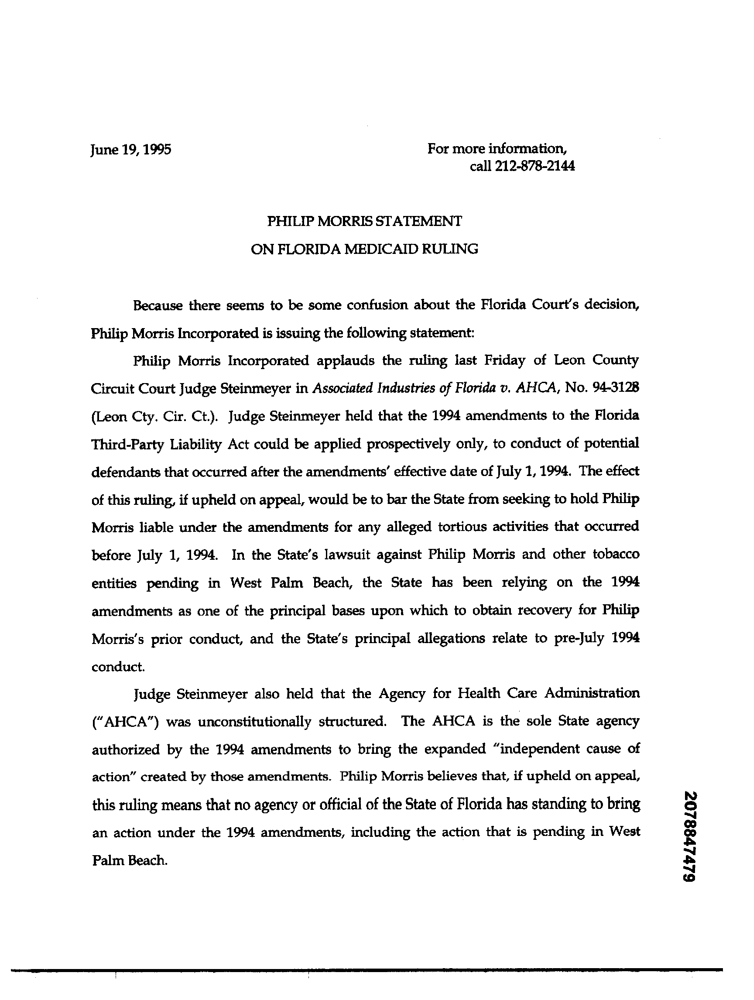 June 19, 1995
For more information,
call 212-878-2144
PHILIP MORRIS STATEMENT
ON FLORIDA MEDICAID RULING
Because there seems to be some confusion about the Florida Court's decision,
Philip Morris Incorporated is issuing the following statement:
Philip Morris Incorporated applauds the ruling last Friday of Leon County
Circuit Court Judge Steinmeyer in Associated Industries of Florida v. AHCA, No. 94-3128
(Leon Cty. Cir. Ct.). Judge Steinmeyer held that the 1994 amendments to the Florida
Third-Party Liability Act could be applied prospectively only, to conduct of potential
defendants that occurred after the amendments' effective date of July 1, 1994. The effect
of this ruling, if upheld on appeal, would be to bar the State from seeking to hold Philip
Morris liable under the amendments for any alleged tortious activities that occurred
before July 1, 1994. In the State's lawsuit against Philip Morris and other tobacco
entities pending in West Palm Beach, the State has been relying on the 1994
amendments as one of the principal bases upon which to obtain recovery for Philip
Morris's prior conduct, and the State's principal allegations relate to pre-July 1994
conduct.
Judge Steinmeyer also held that the Agency for Health Care Administration
("AHCA") was unconstitutionally structured. The AHCA is the sole State agency
authorized by the 1994 amendments to bring the expanded "independent cause of
action" created by those amendments. Philip Morris believes that, if upheld on appeal,
this ruling means that no agency or official of the State of Florida has standing to bring
an action under the 1994 amendments, including the action that is pending in West
Palm Beach.
2078847479